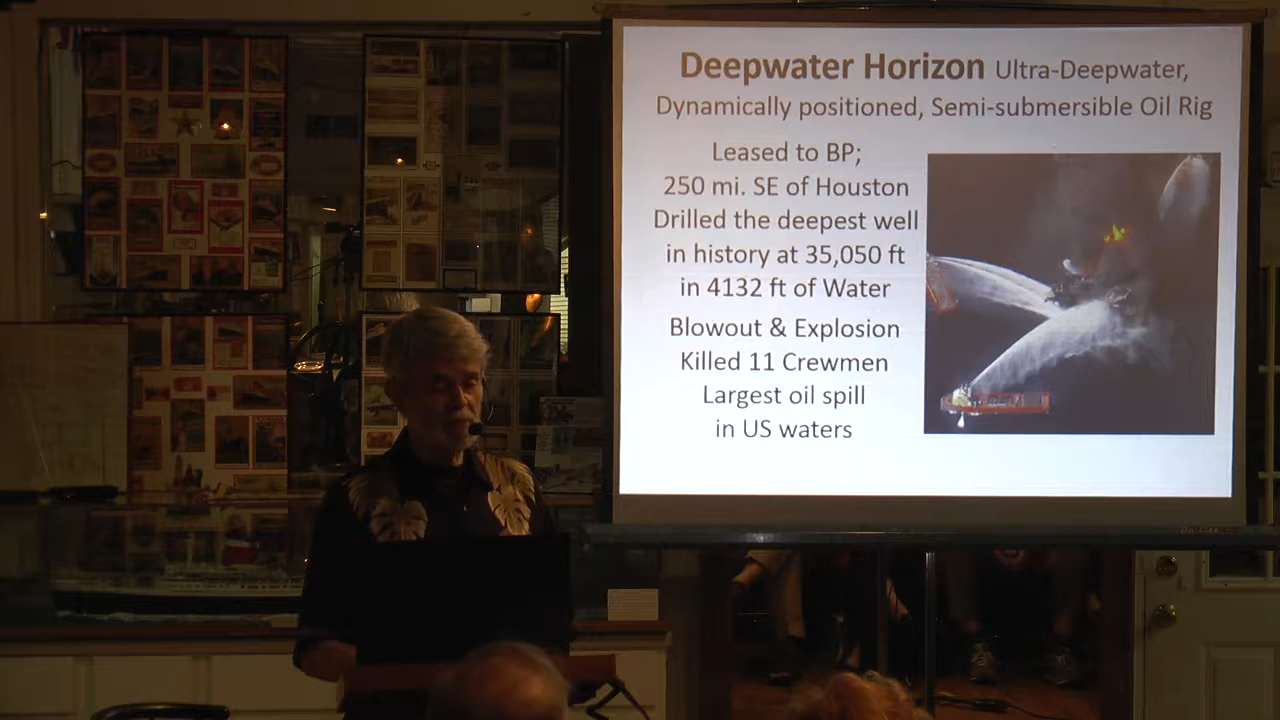 Deepwater Horizon Ultra-Deepwater,
Dynamically positioned, Semi-submersible Oil Rig
Leased to BP;
250 mi. SE of Houston
Drilled the deepest well
in history at 35,050 ft
in 4132 ft of Water
Blowout & Explosion
Killed 11 Crewmen
Largest oil spill
in US waters